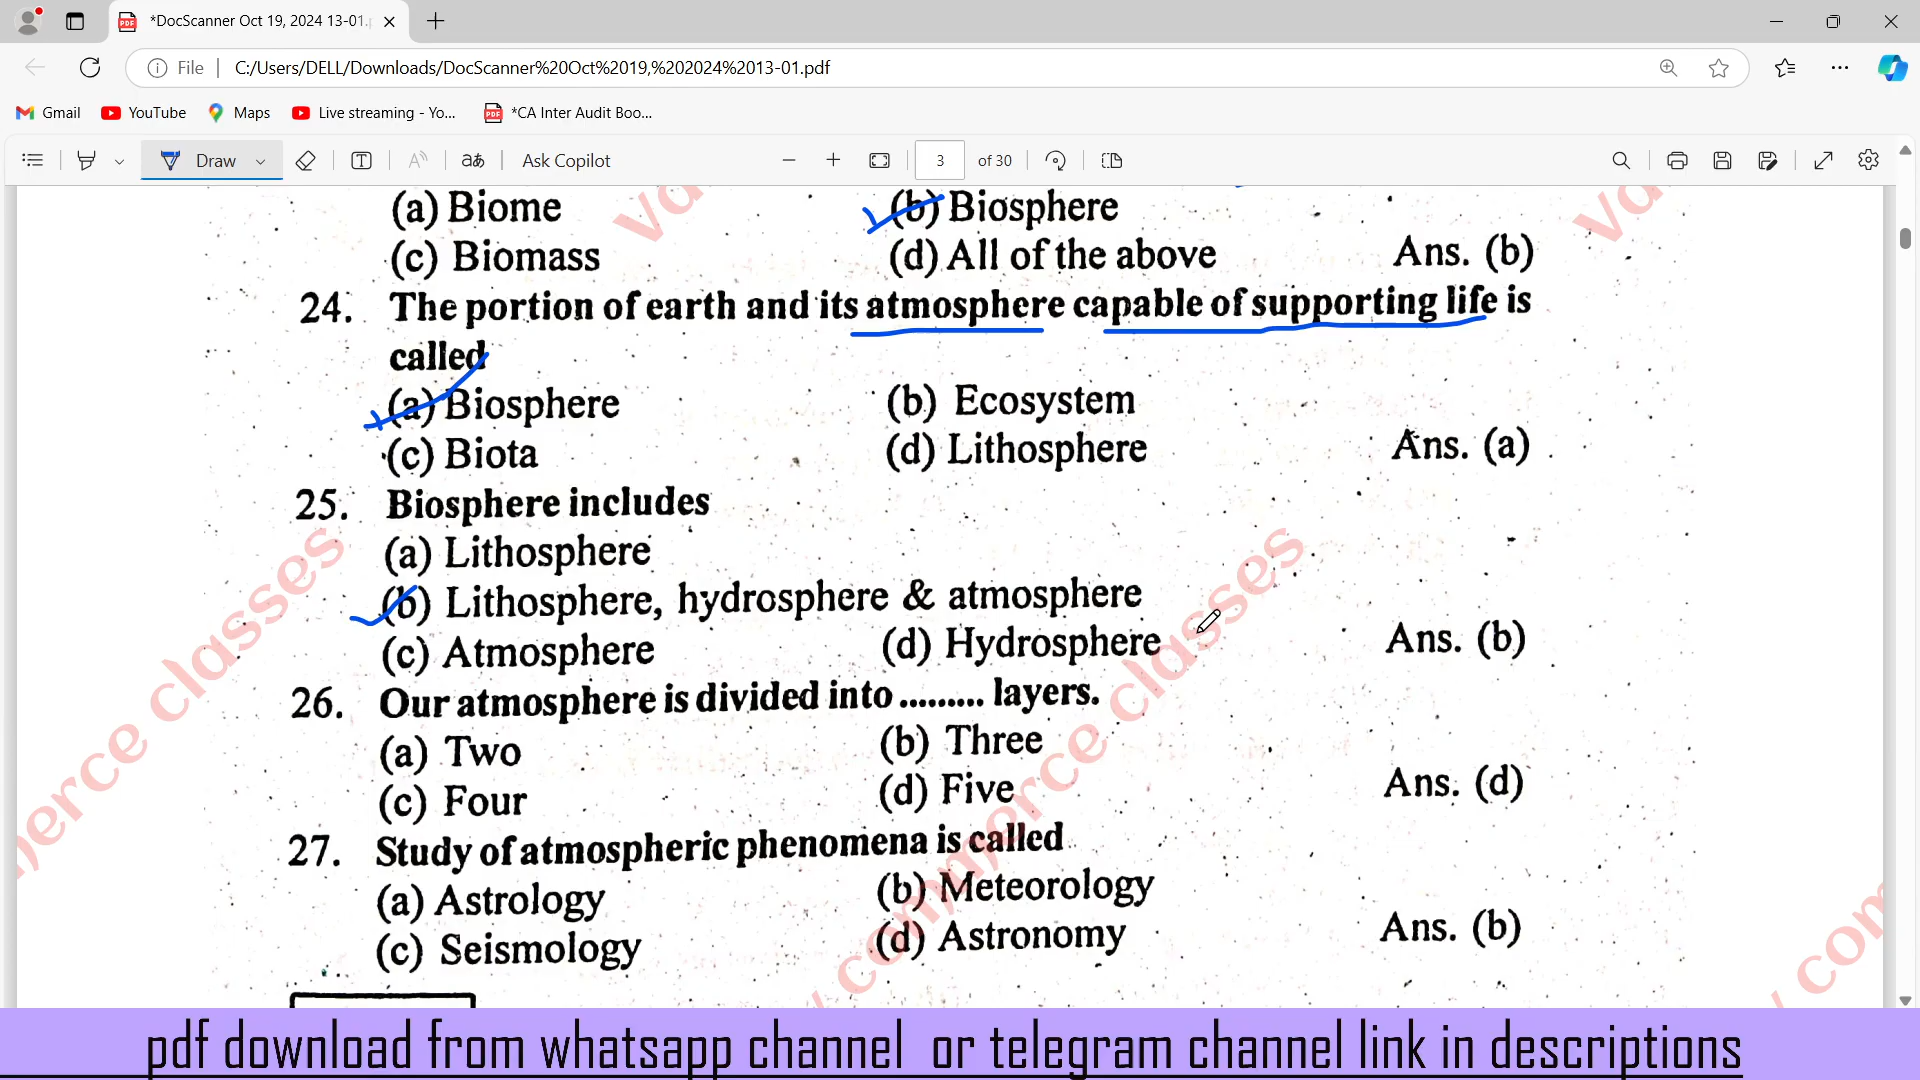 *DocScanner Oct 19, 2024 13-01.p
File
C:/Users/DELL/Downloads/DocScanner%20Oct%2019,%202024%2013-01.pdf
Gmail
YouTube
Maps
Live streaming - Yo...
*CA Inter Audit Boo...
Draw
Ask Copilot
3
of 30
(a) Biome
(b) Biosphere
(c) Biomass
(d) All of the above
Ans. (b)
24. The portion of earth and its atmosphere capable of supporting life is
called
(a) Biosphere
(b) Ecosystem
(c) Biota
(d) Lithosphere
Ans. (a)
25. Biosphere includes
(a) Lithosphere
(b) Lithosphere, hydrosphere & atmosphere
(c) Atmosphere
(d) Hydrosphere
Ans. (b)
26. Our atmosphere is divided into ......... layers.
(a) Two
(b) Three
(c) Four
(d) Five
Ans. (d)
27. Study of atmospheric phenomena is called
(a) Astrology
(b) Meteorology
(c) Seismology
(d) Astronomy
Ans. (b)
commerce classes
pdf download from whatsapp channel or telegram channel link in descriptions